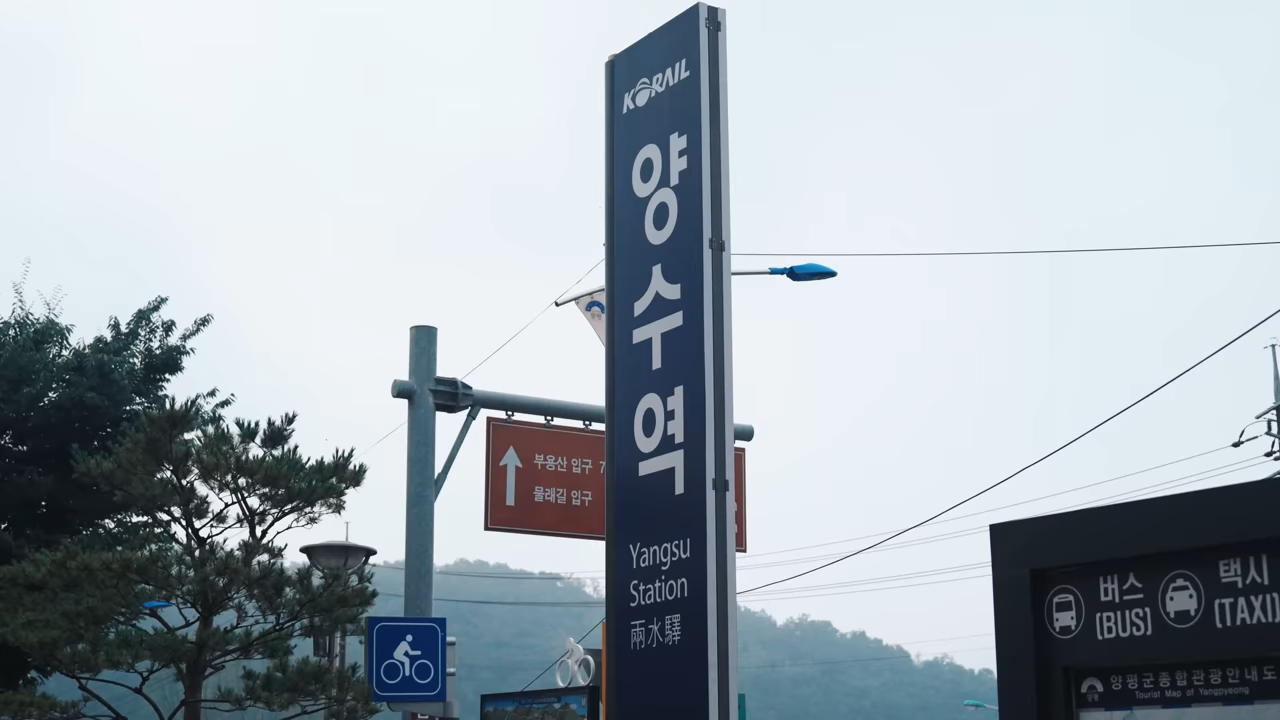 KORAIL
양수역
Yangsu
Station
兩水驛
부용산 입구 7
물래길 입구
버스
(BUS)
택시
(TAXI)
양평군종합관광안내도
Tourist Map of Yangpyeong